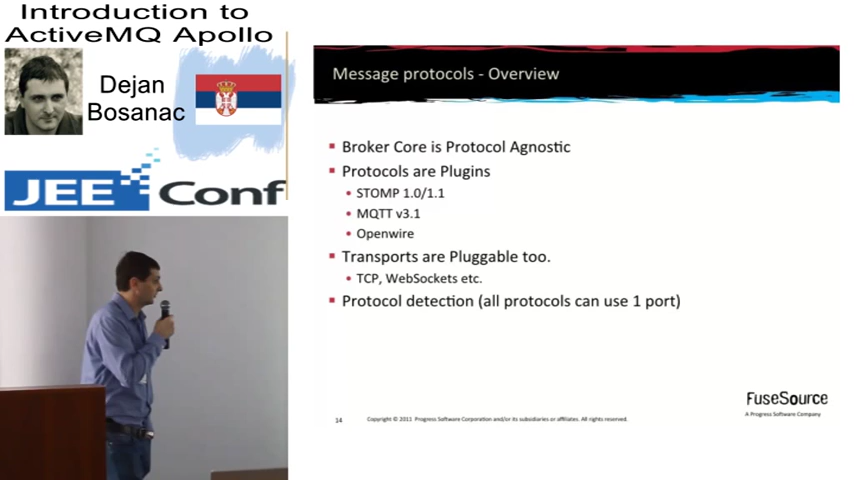 Introduction to
ActiveMQ Apollo
Dejan
Bosanac
JEE Conf
Message protocols - Overview
Broker Core is Protocol Agnostic
Protocols are Plugins
STOMP 1.0/1.1
MQTT v3.1
Openwire
Transports are Pluggable too.
TCP, WebSockets etc.
Protocol detection (all protocols can use 1 port)
FuseSource
A Progress Software Company
14
Copyright © 2011 Progress Software Corporation and/or its subsidiaries or affiliates. All rights reserved.